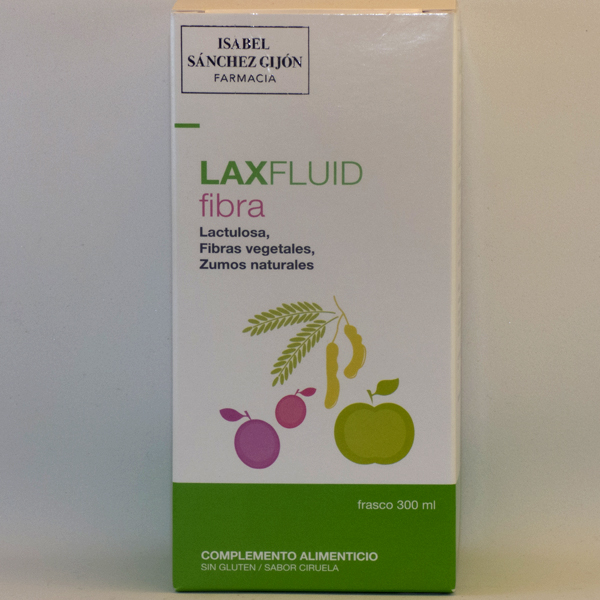 ISABEL
SÁNCHEZ GIJÓN
FARMACIA
LAXFLUID
fibra
Lactulosa,
Fibras vegetales,
Zumos naturales
frasco 300 ml
COMPLEMENTO ALIMENTICIO
SIN GLUTEN / SABOR CIRUELA